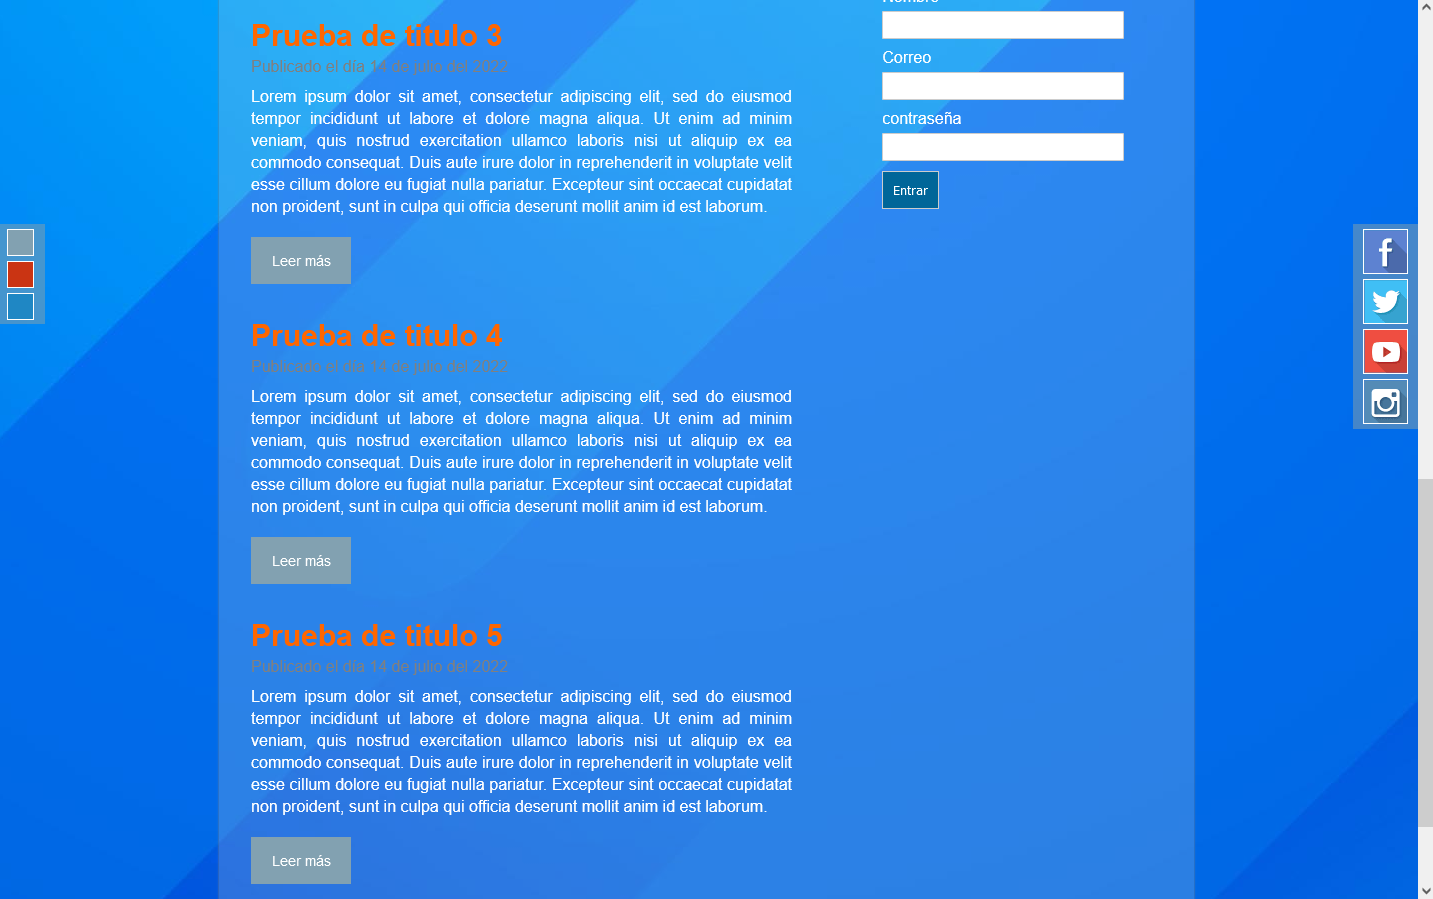 Prueba de titulo 3
Publicado el día 14 de julio del 2022
Lorem ipsum dolor sit amet, consectetur adipiscing elit, sed do eiusmod
tempor incididunt ut labore et dolore magna aliqua. Ut enim ad minim
veniam, quis nostrud exercitation ullamco laboris nisi ut aliquip ex ea
commodo consequat. Duis aute irure dolor in reprehenderit in voluptate velit
esse cillum dolore eu fugiat nulla pariatur. Excepteur sint occaecat cupidatat
non proident, sunt in culpa qui officia deserunt mollit anim id est laborum.
Leer más
Prueba de titulo 4
Publicado el día 14 de julio del 2022
Lorem ipsum dolor sit amet, consectetur adipiscing elit, sed do eiusmod
tempor incididunt ut labore et dolore magna aliqua. Ut enim ad minim
veniam, quis nostrud exercitation ullamco laboris nisi ut aliquip ex ea
commodo consequat. Duis aute irure dolor in reprehenderit in voluptate velit
esse cillum dolore eu fugiat nulla pariatur. Excepteur sint occaecat cupidatat
non proident, sunt in culpa qui officia deserunt mollit anim id est laborum.
Leer más
Prueba de titulo 5
Publicado el día 14 de julio del 2022
Lorem ipsum dolor sit amet, consectetur adipiscing elit, sed do eiusmod
tempor incididunt ut labore et dolore magna aliqua. Ut enim ad minim
veniam, quis nostrud exercitation ullamco laboris nisi ut aliquip ex ea
commodo consequat. Duis aute irure dolor in reprehenderit in voluptate velit
esse cillum dolore eu fugiat nulla pariatur. Excepteur sint occaecat cupidatat
non proident, sunt in culpa qui officia deserunt mollit anim id est laborum.
Leer más
Correo
contraseña
Entrar